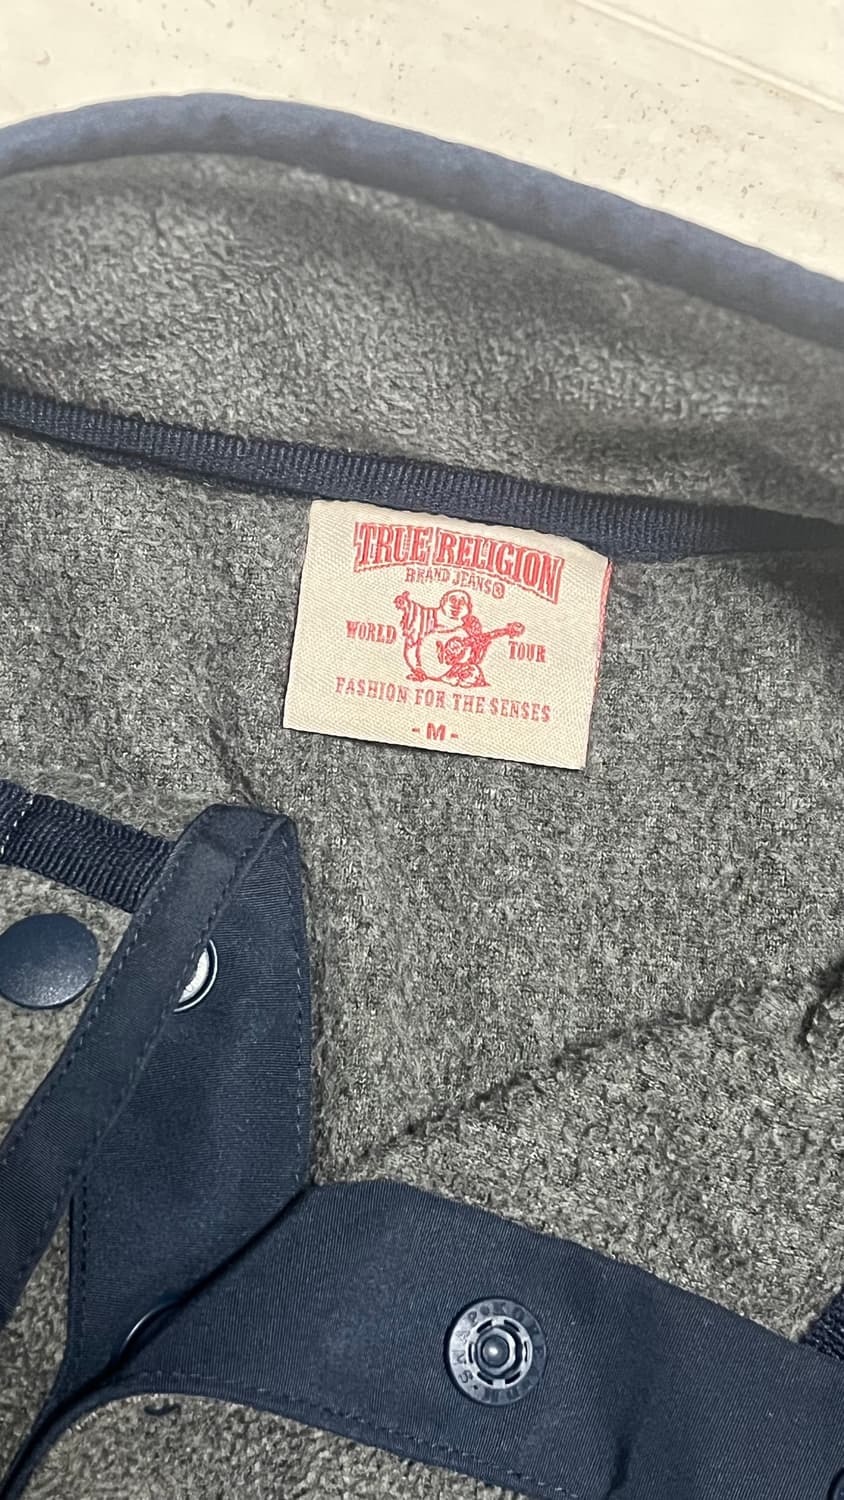 TRUE RELIGION
BRAND JEANS®
WORLD TOUR
FASHION FOR THE SENSES
- M -